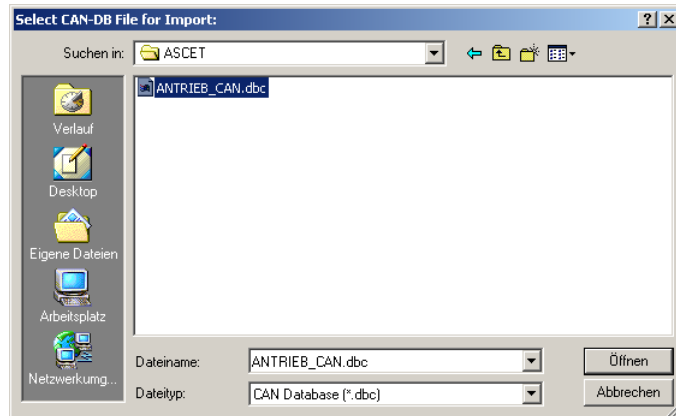 Select CAN-DB File for Import:
Suchen in:
ASCET
ANTRIEB_CAN.dbc
Verlauf
Desktop
Eigene Dateien
Arbeitsplatz
Netzwerkumg...
Dateiname:
ANTRIEB_CAN.dbc
Öffnen
Dateityp:
CAN Database (*.dbc)
Abbrechen